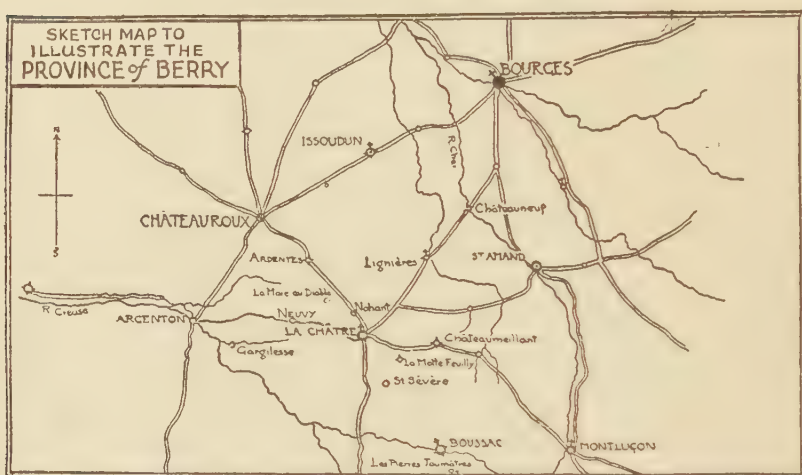 SKETCH MAP TO
ILLUSTRATE THE
PROVINCE of BERRY
BOURGES
N
ISSOUDUN
R. Cher
CHÂTEAUROUX
Châteauneuf
S
ARDENTES
Lignières
ST AMAND
La Mare au Diable
R. Creuse
Nohant
ARGENTON
NEUVY
LA CHÂTRE
Châteaumeillant
Gargilesse
La Motte Feuilly
St Sévère
BOUSSAC
MONTLUÇON
Les Pierres